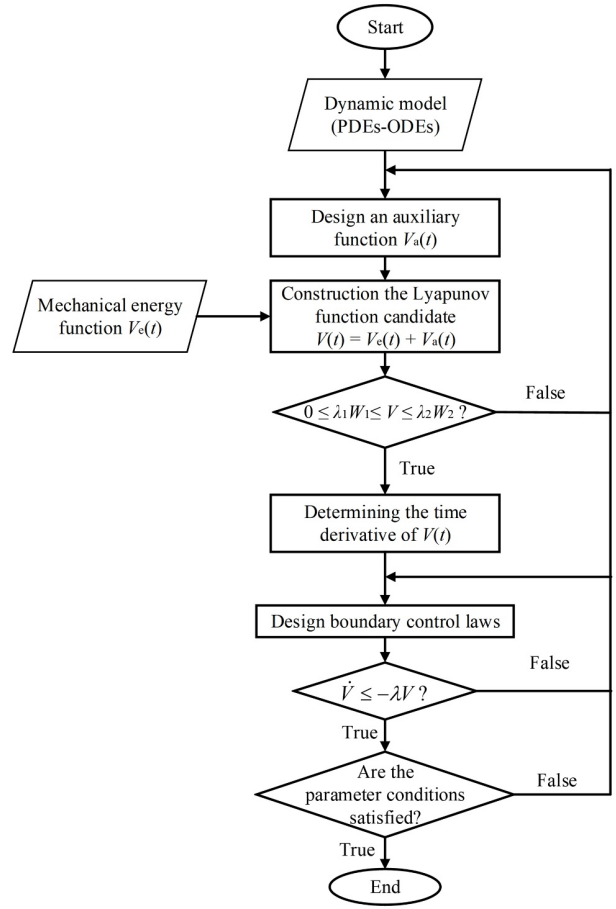 Start
Dynamic model
(PDEs-ODEs)
Design an auxiliary
function Vₐ(t)
Mechanical energy
function Vₑ(t)
Construction the Lyapunov
function candidate
V(t) = Vₑ(t) + Vₐ(t)
0 ≤ λ₁W₁ ≤ V ≤ λ₂W₂ ?
False
True
Determining the time
derivative of V(t)
Design boundary control laws
False
V̇ ≤ −λV ?
True
Are the
parameter conditions
satisfied?
False
True
End